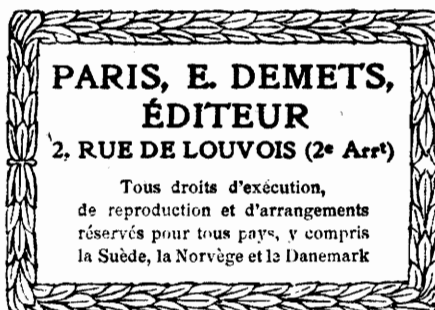 PARIS, E. DEMETS,
ÉDITEUR
2, RUE DE LOUVOIS (2e Arrt)
Tous droits d'exécution,
de reproduction et d'arrangements
réservés pour tous pays, y compris
la Suède, la Norvège et le Danemark